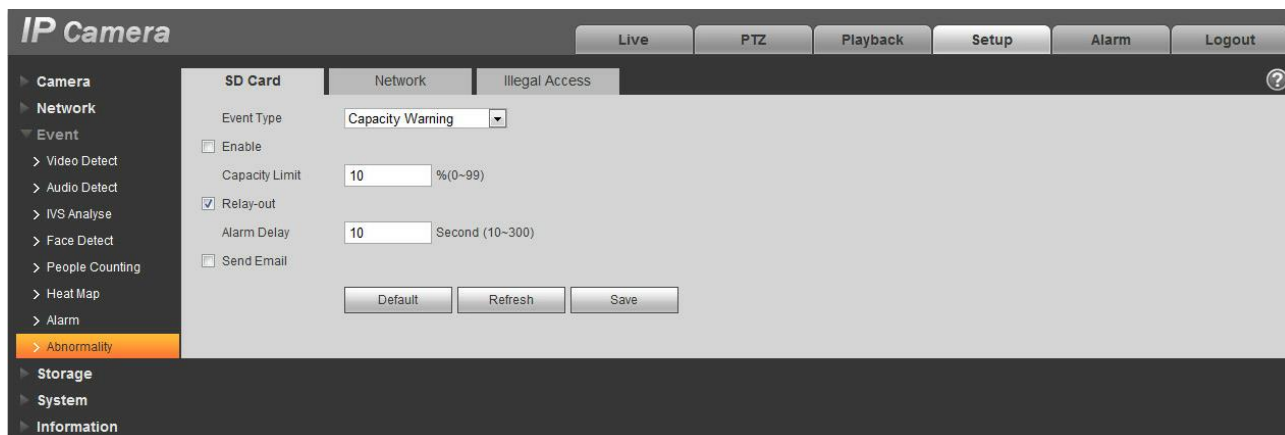 IP Camera
Live PTZ Playback Setup Alarm Logout
Camera
Network
Event
Video Detect
Audio Detect
IVS Analyse
Face Detect
People Counting
Heat Map
Alarm
Abnormality
Storage
System
Information
SD Card Network Illegal Access
?
Event Type Capacity Warning
Enable
Capacity Limit 10 %(0~99)
Relay-out
Alarm Delay 10 Second (10~300)
Send Email
Default Refresh Save